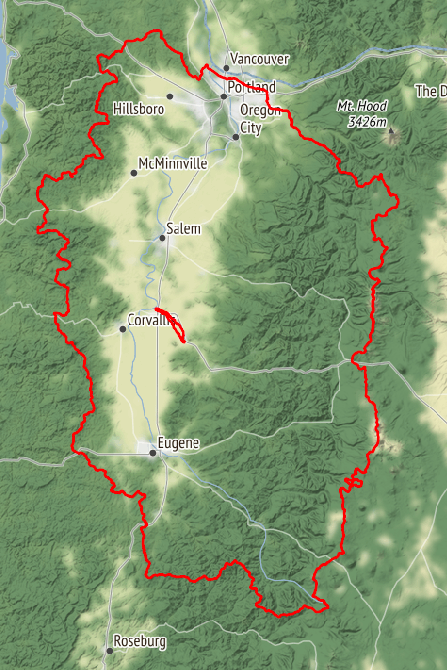 Vancouver
Portland
Hillsboro
Oregon
City
Mt. Hood
3426m
The D
McMinnville
Salem
Corvallis
Eugene
Roseburg